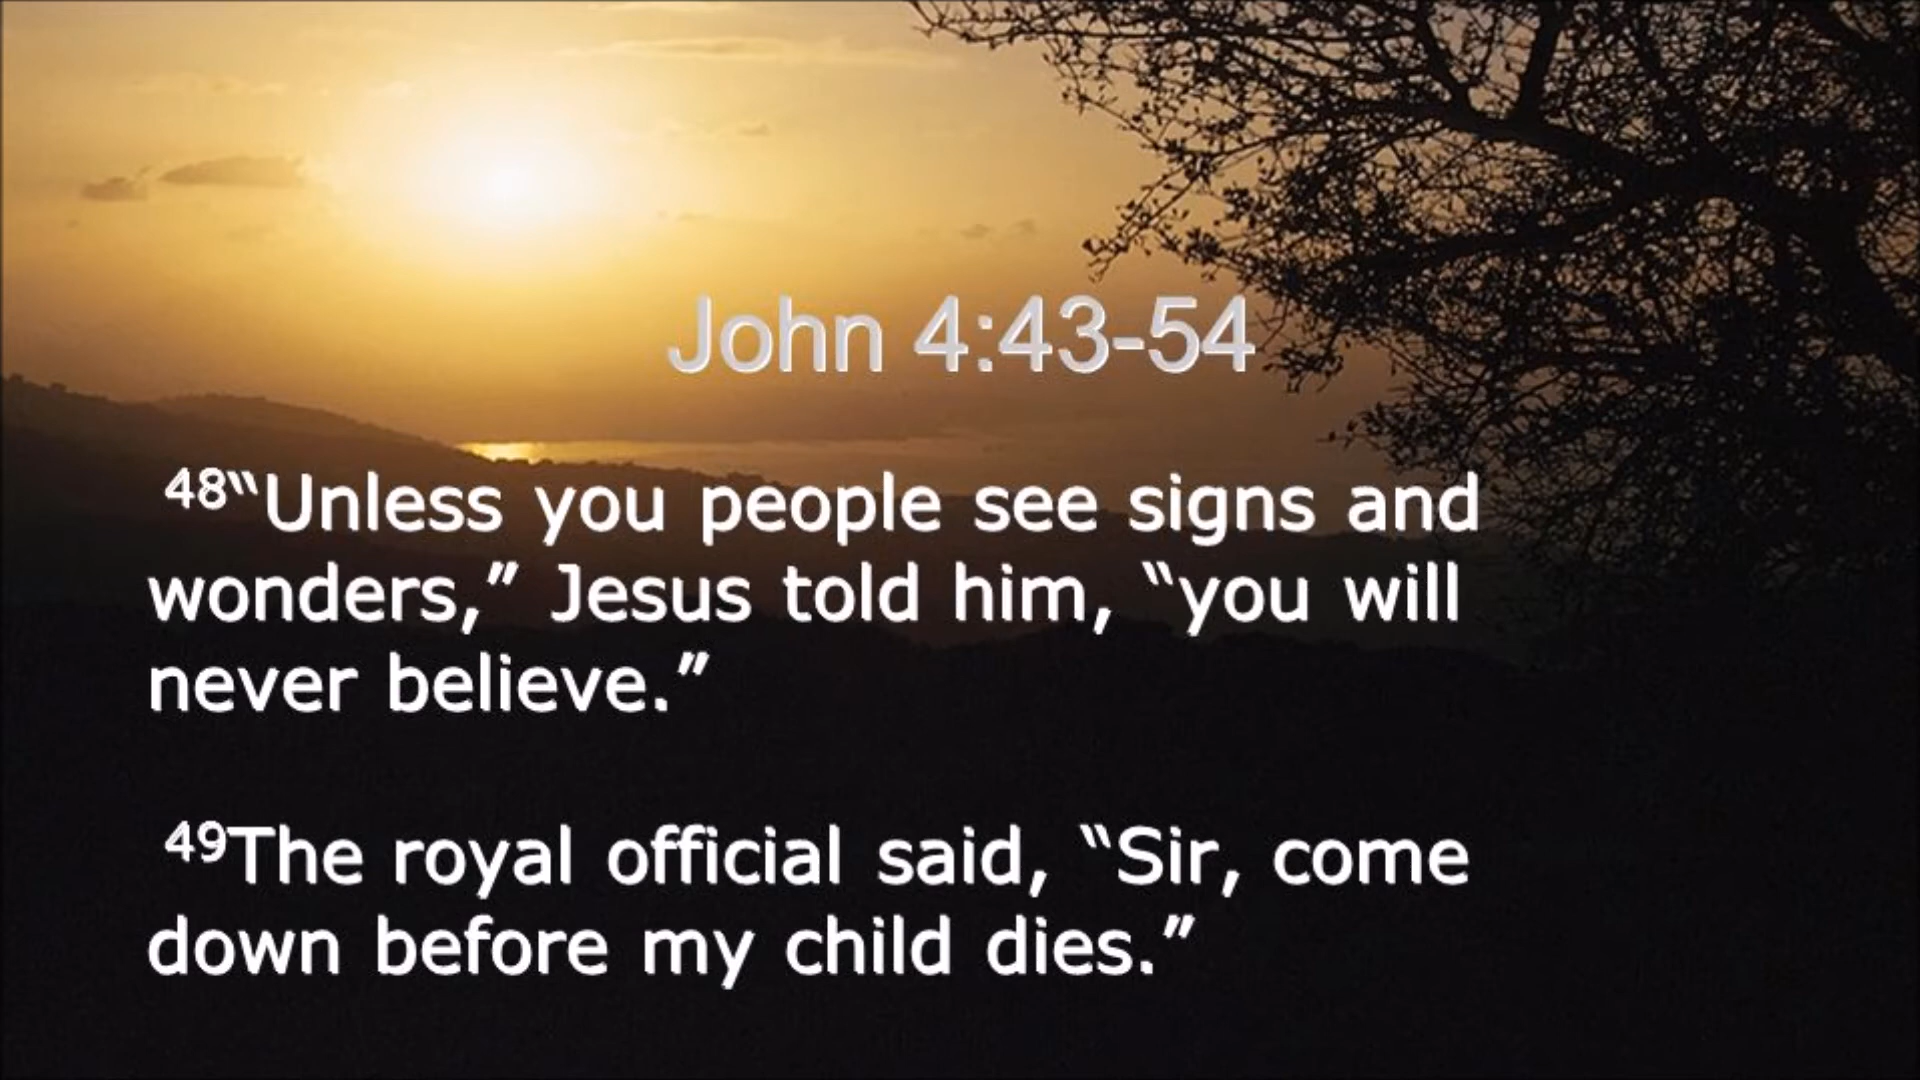 John 4:43-54
48“Unless you people see signs and
wonders,” Jesus told him, “you will
never believe.”
49The royal official said, “Sir, come
down before my child dies.”